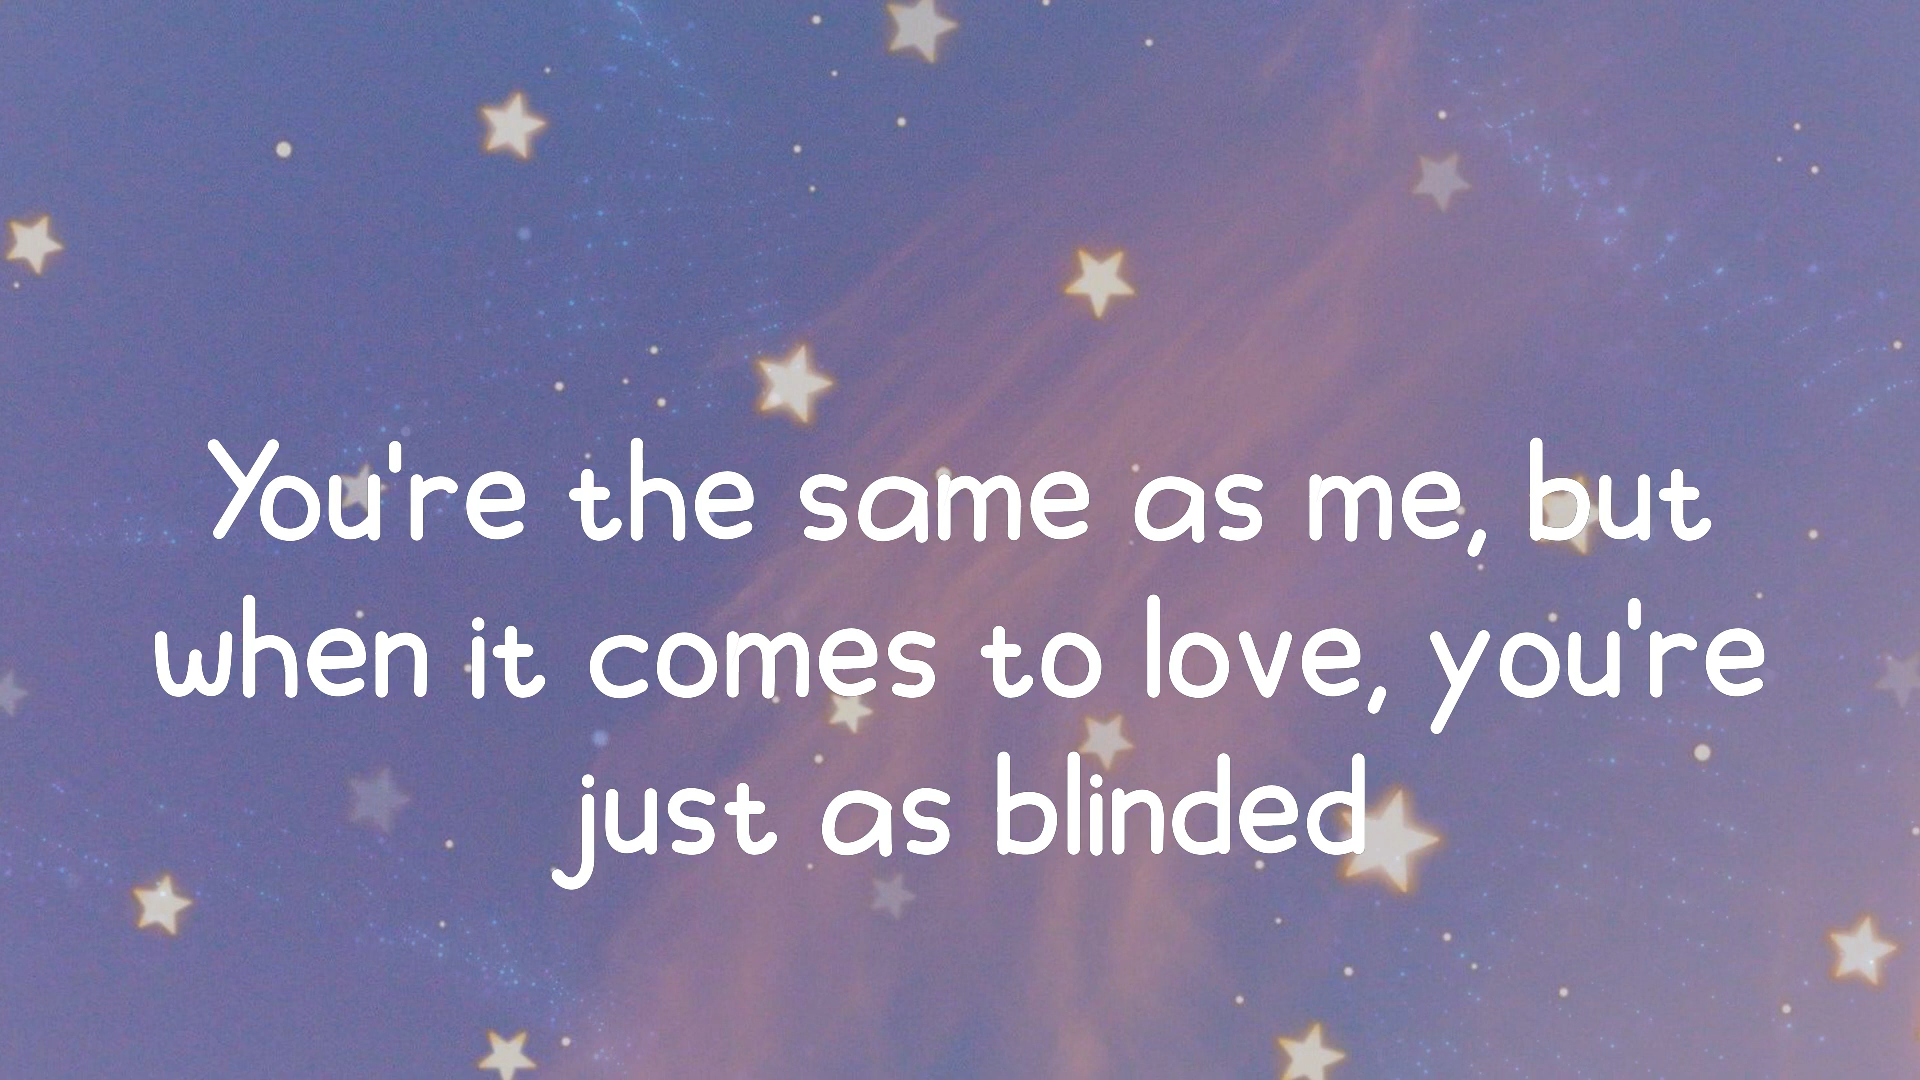 You're the same as me, but
when it comes to love, you're
just as blinded